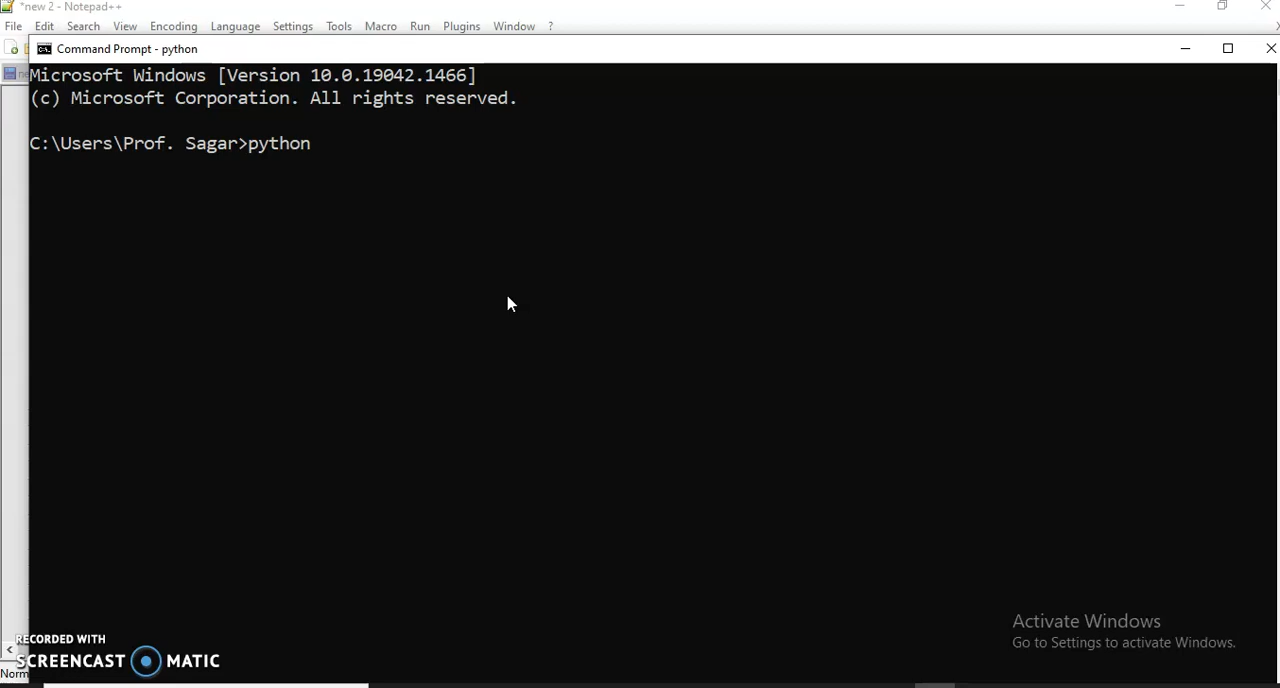 *new 2 - Notepad++
File Edit Search View Encoding Language Settings Tools Macro Run Plugins Window ?
Command Prompt - python
Microsoft Windows [Version 10.0.19042.1466]
(c) Microsoft Corporation. All rights reserved.
C:\Users\Prof. Sagar>python
Activate Windows
Go to Settings to activate Windows.
RECORDED WITH
SCREENCAST MATIC
Norm